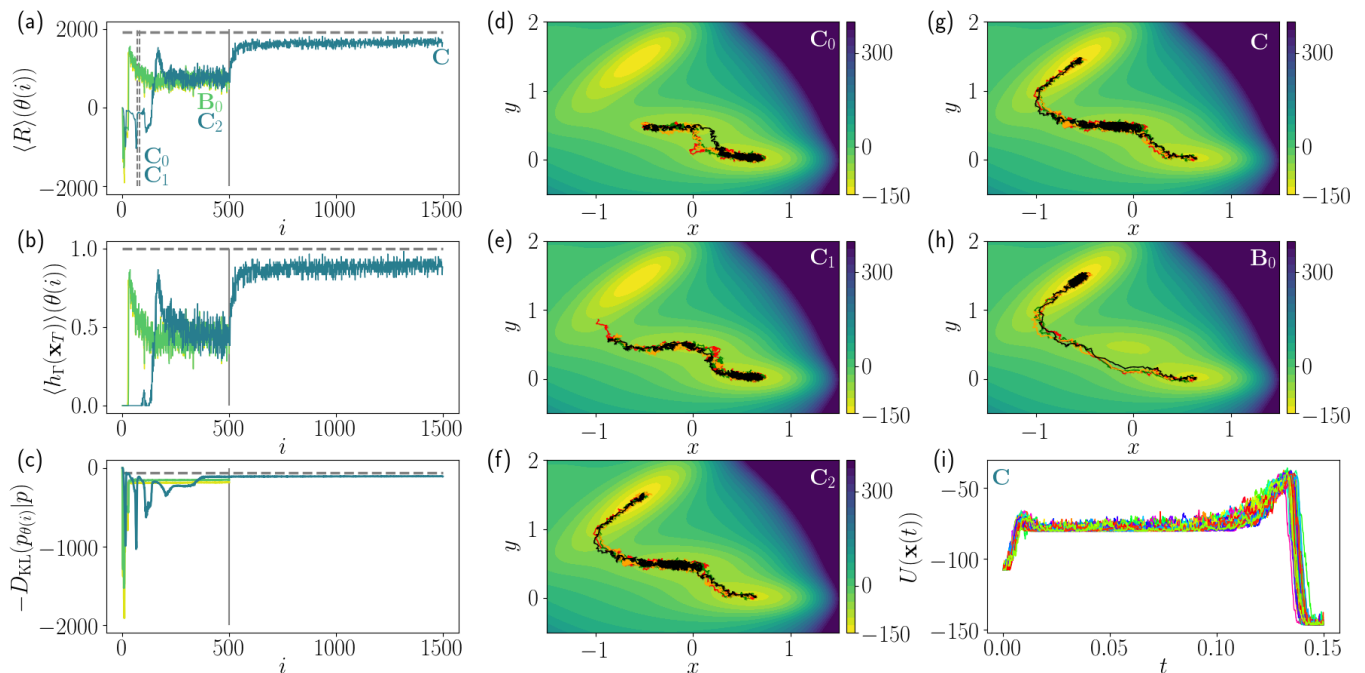 (a)
2000
0
−2000
⟨R⟩(θ(i))
B₀
C₂
C₀
C₁
C
0
500
1000
1500
i
(b)
1.0
0.5
0.0
⟨h_Γ(x_T)⟩(θ(i))
0
500
1000
1500
i
(c)
0
−1000
−2000
−D_KL(p_θ(i)|p)
0
500
1000
1500
i
(d)
2
1
0
y
C₀
−1
0
1
x
300
0
−150
(e)
2
1
0
y
C₁
−1
0
1
x
300
0
−150
(f)
2
1
0
y
C₂
−1
0
1
x
300
0
−150
(g)
2
1
0
y
C
−1
0
1
x
300
0
−150
(h)
2
1
0
y
B₀
−1
0
1
x
300
0
−150
(i)
C
−50
−100
−150
U(x(t))
0.00
0.05
0.10
0.15
t